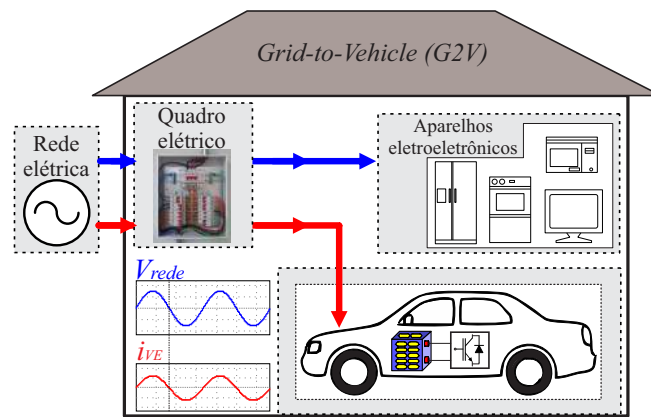 Grid-to-Vehicle (G2V)
Rede
elétrica
Quadro
elétrico
Aparelhos
eletroeletrônicos
Vrede
iVE